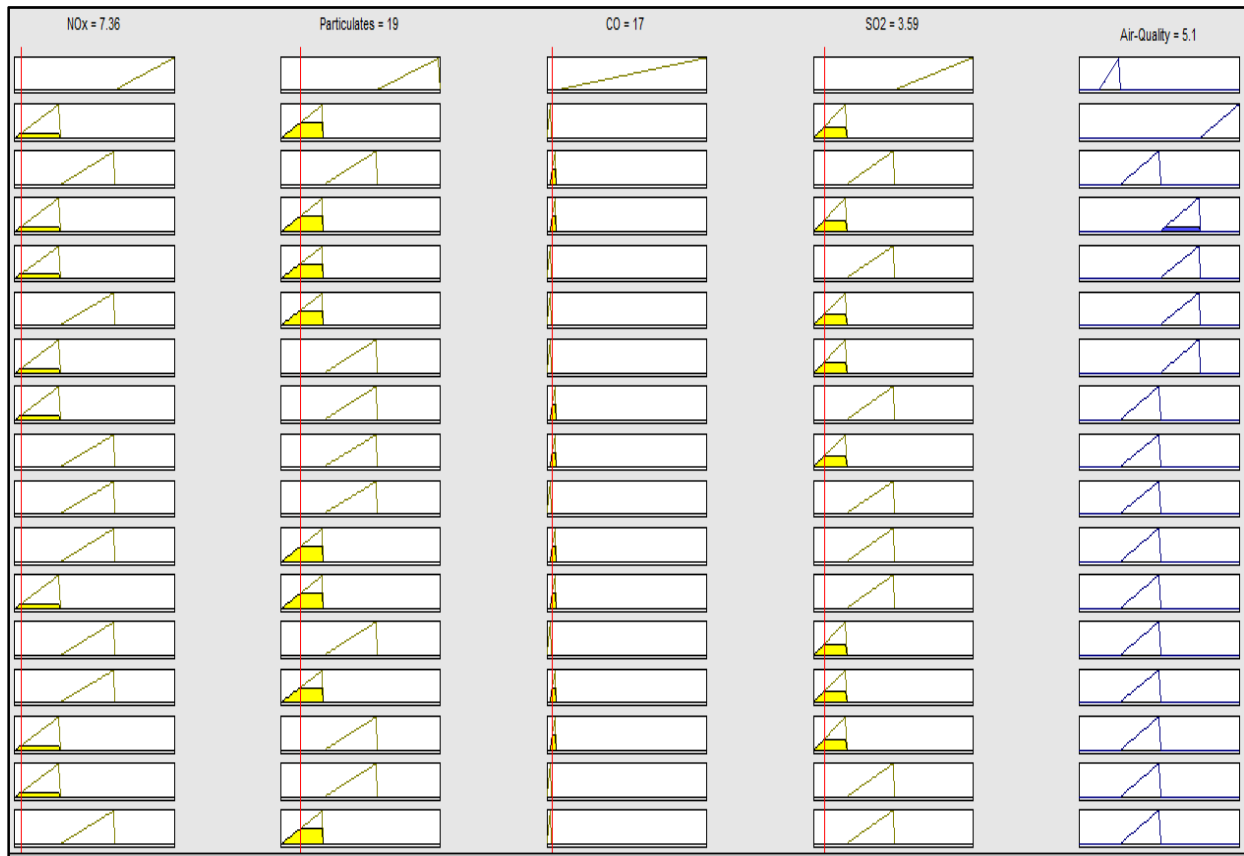 NOx = 7.36
Particulates = 19
CO = 17
SO2 = 3.59
Air-Quality = 5.1